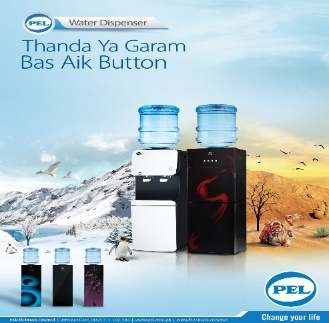 PEL Water Dispenser
Thanda Ya Garam
Bas Aik Button
PEL
Change your life